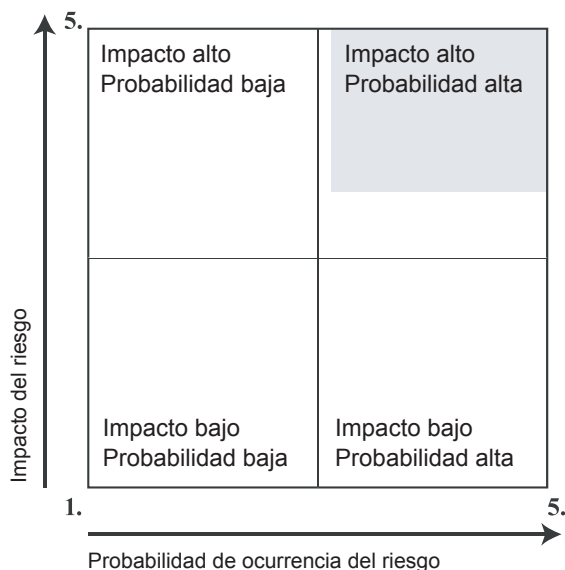 5.
Impacto alto
Probabilidad baja
Impacto alto
Probabilidad alta
Impacto del riesgo
Impacto bajo
Probabilidad baja
Impacto bajo
Probabilidad alta
1.
5.
Probabilidad de ocurrencia del riesgo